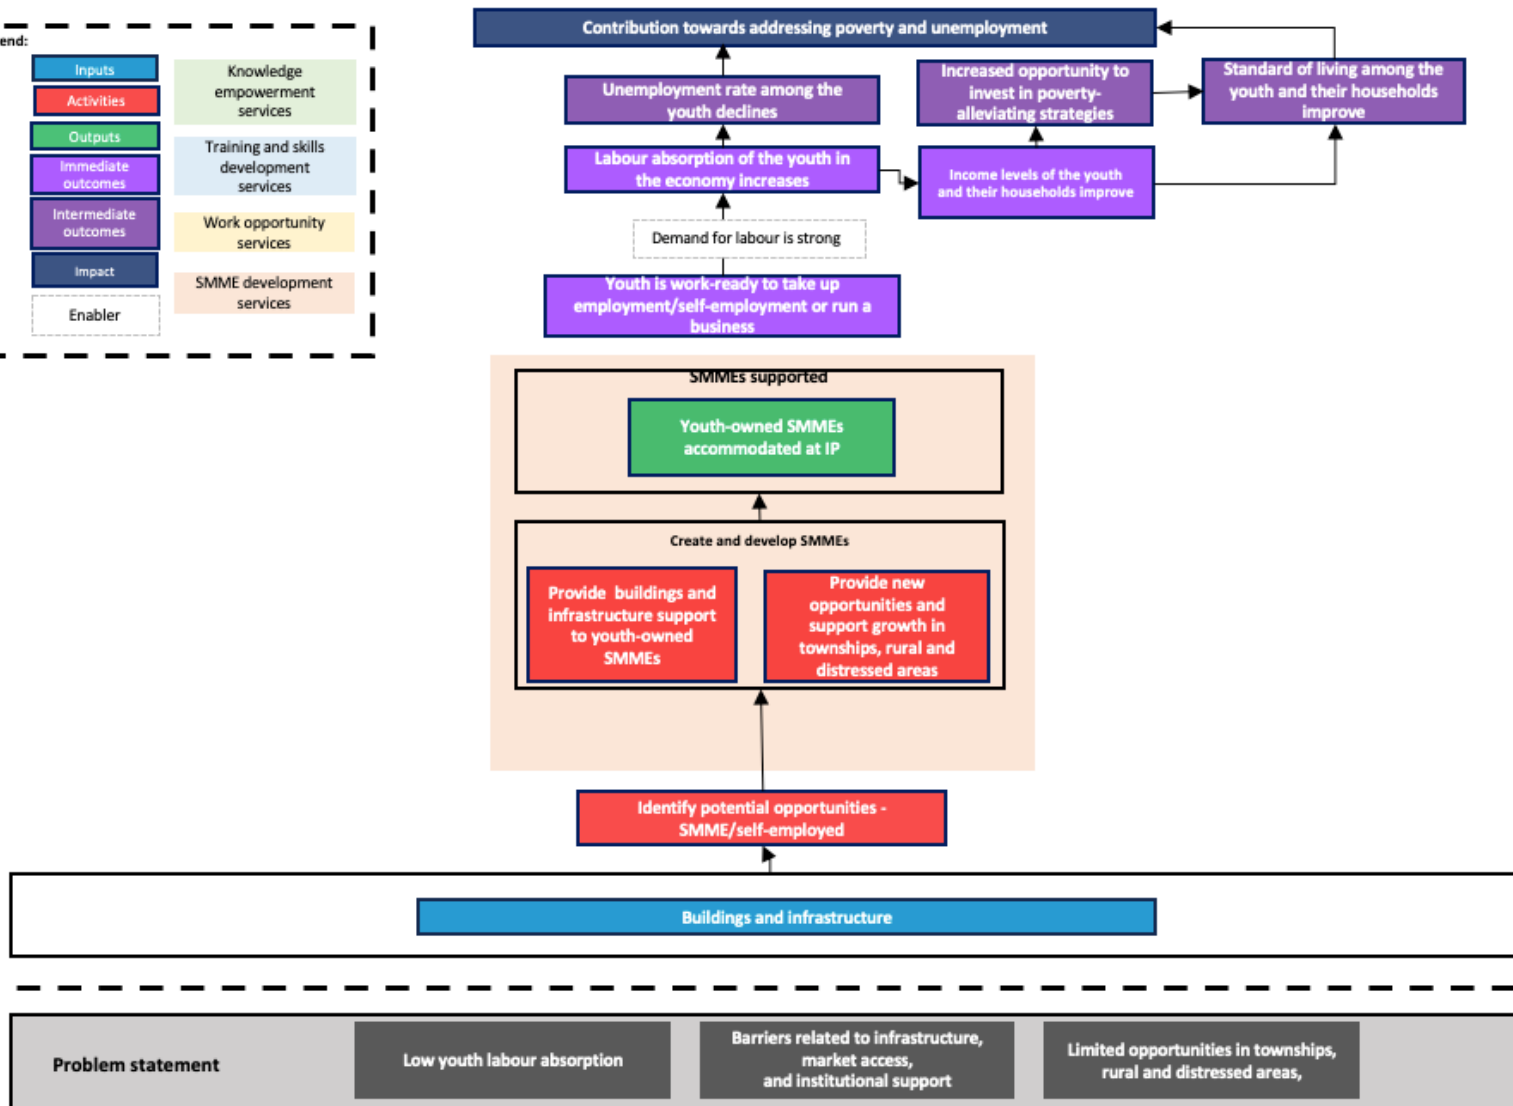 end:
Inputs
Activities
Outputs
Immediate
outcomes
Intermediate
outcomes
Impact
Enabler
Knowledge
empowerment
services
Training and skills
development
services
Work opportunity
services
SMME development
services
Contribution towards addressing poverty and unemployment
Unemployment rate among the
youth declines
Increased opportunity to
invest in poverty-
alleviating strategies
Standard of living among the
youth and their households
improve
Labour absorption of the youth in
the economy increases
Income levels of the youth
and their households improve
Demand for labour is strong
Youth is work-ready to take up
employment/self-employment or run a
business
SMMEs supported
Youth-owned SMMEs
accommodated at IP
Create and develop SMMEs
Provide buildings and
infrastructure support
to youth-owned
SMMEs
Provide new
opportunities and
support growth in
townships, rural and
distressed areas
Identify potential opportunities -
SMME/self-employed
Buildings and infrastructure
Problem statement
Low youth labour absorption
Barriers related to infrastructure,
market access,
and institutional support
Limited opportunities in townships,
rural and distressed areas,